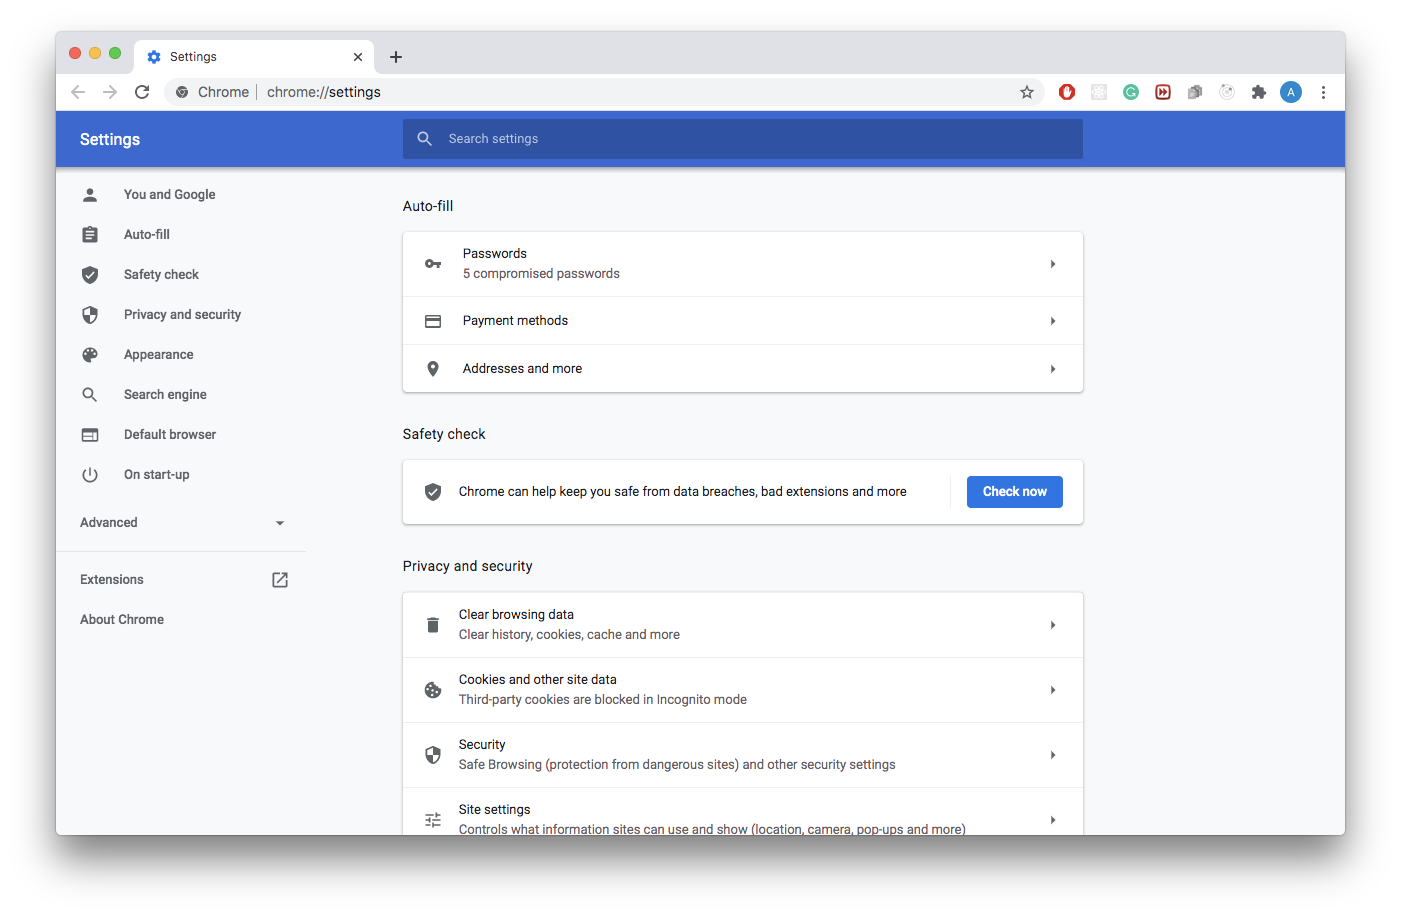 Settings
Chrome | chrome://settings
A
Settings
Search settings
You and Google
Auto-fill
Safety check
Privacy and security
Appearance
Search engine
Default browser
On start-up
Advanced
Extensions
About Chrome
Auto-fill
Passwords
5 compromised passwords
Payment methods
Addresses and more
Safety check
Chrome can help keep you safe from data breaches, bad extensions and more
Check now
Privacy and security
Clear browsing data
Clear history, cookies, cache and more
Cookies and other site data
Third-party cookies are blocked in Incognito mode
Security
Safe Browsing (protection from dangerous sites) and other security settings
Site settings
Controls what information sites can use and show (location, camera, pop-ups and more)